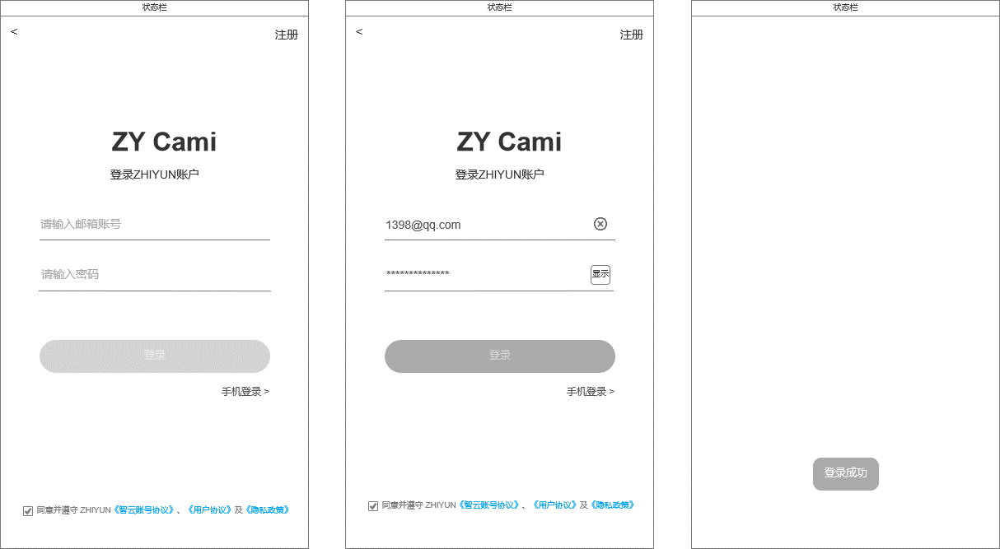 状态栏
<
注册
ZY Cami
登录ZHIYUN账户
请输入邮箱账号
请输入密码
登录
手机登录 >
同意并遵守 ZHIYUN《智云账号协议》、《用户协议》及《隐私政策》
状态栏
<
注册
ZY Cami
登录ZHIYUN账户
1398@qq.com
**************
显示
登录
手机登录 >
同意并遵守 ZHIYUN《智云账号协议》、《用户协议》及《隐私政策》
状态栏
登录成功